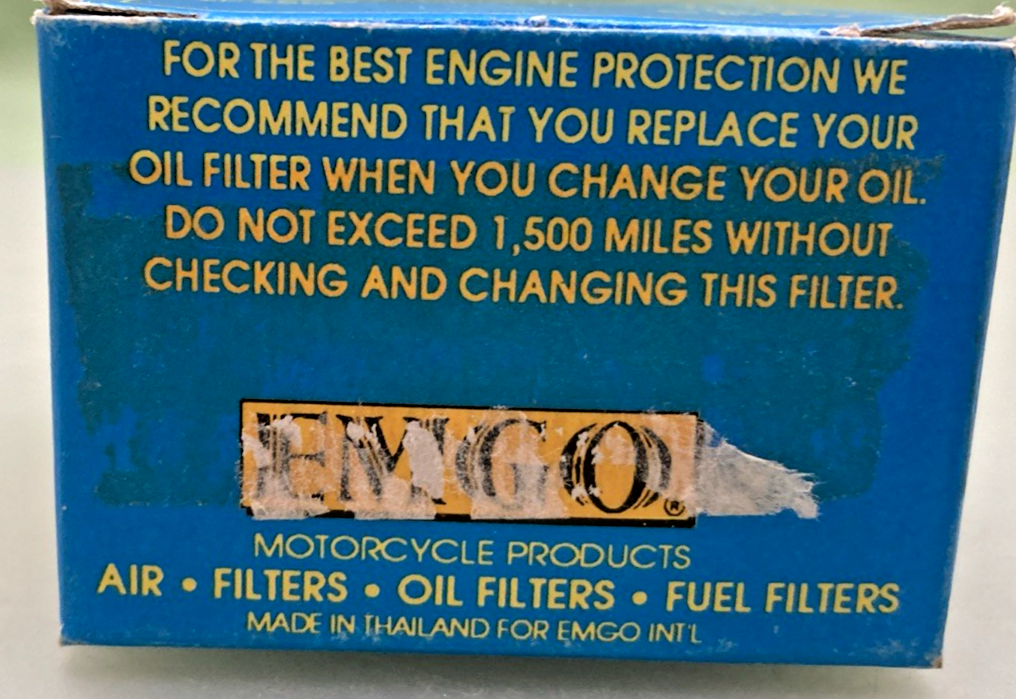 FOR THE BEST ENGINE PROTECTION WE
RECOMMEND THAT YOU REPLACE YOUR
OIL FILTER WHEN YOU CHANGE YOUR OIL.
DO NOT EXCEED 1,500 MILES WITHOUT
CHECKING AND CHANGING THIS FILTER.
EMGO®
MOTORCYCLE PRODUCTS
AIR • FILTERS • OIL FILTERS • FUEL FILTERS
MADE IN THAILAND FOR EMGO INT'L